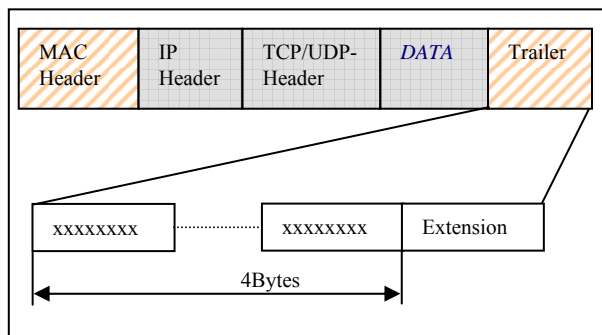 MAC
Header
IP
Header
TCP/UDP-
Header
DATA
Trailer
xxxxxxxx
xxxxxxxx
Extension
4Bytes